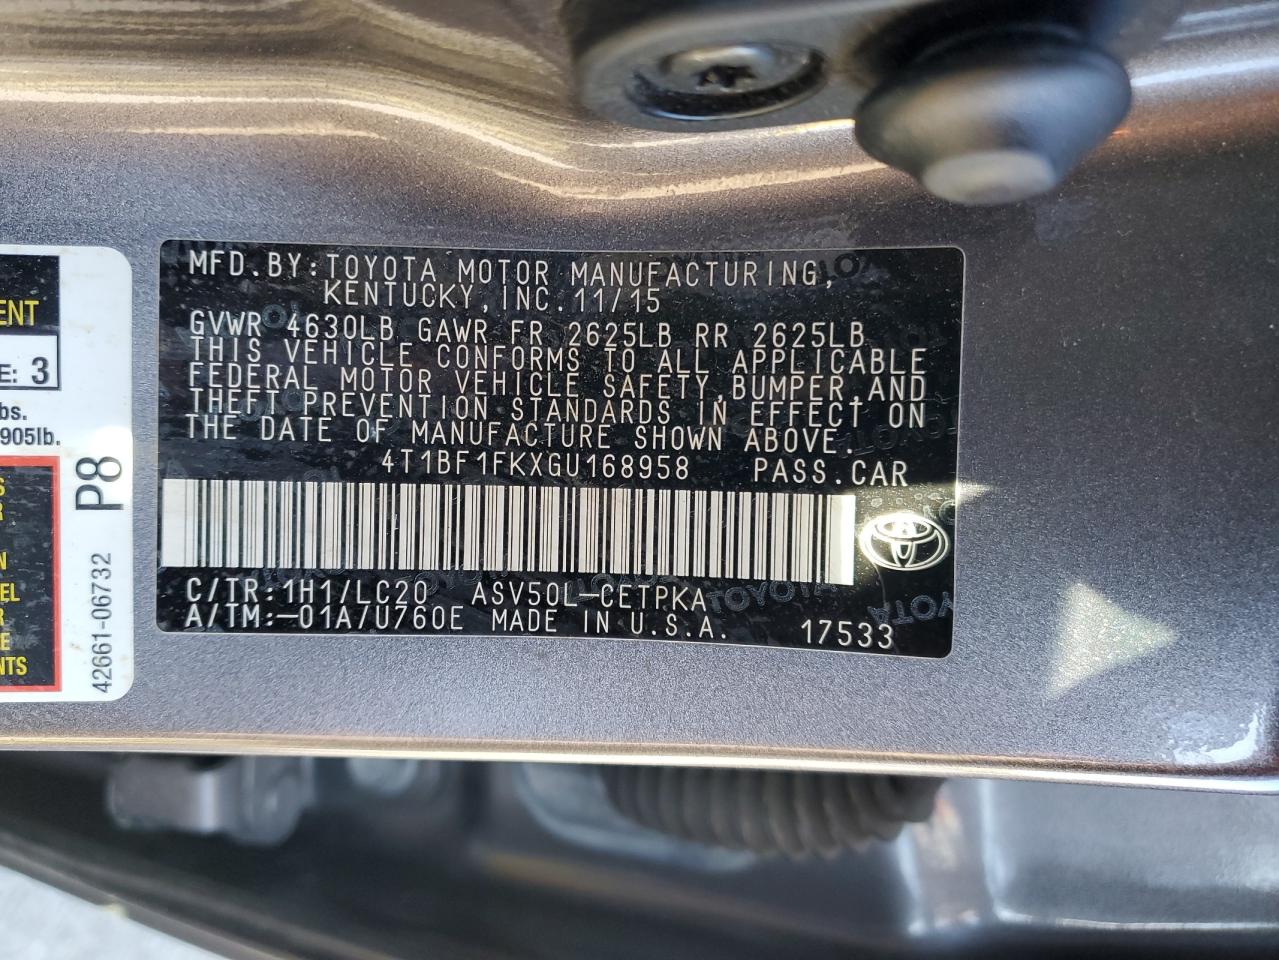 MFD.BY:TOYOTA MOTOR MANUFACTURING,
KENTUCKY,INC.11/15
GVWR 4630LB GAWR FR 2625LB RR 2625LB
THIS VEHICLE CONFORMS TO ALL APPLICABLE
FEDERAL MOTOR VEHICLE SAFETY,BUMPER,AND
THEFT PREVENTION STANDARDS IN EFFECT ON
THE DATE OF MANUFACTURE SHOWN ABOVE.
4T1BF1FKXGU168958 PASS.CAR
C/TR:1H1/LC20 ASV50L-CETPKA
A/TM:-01A/U760E MADE IN U.S.A. 17533
TOYOTA
P8
42661-06732
E: 3
905lb.